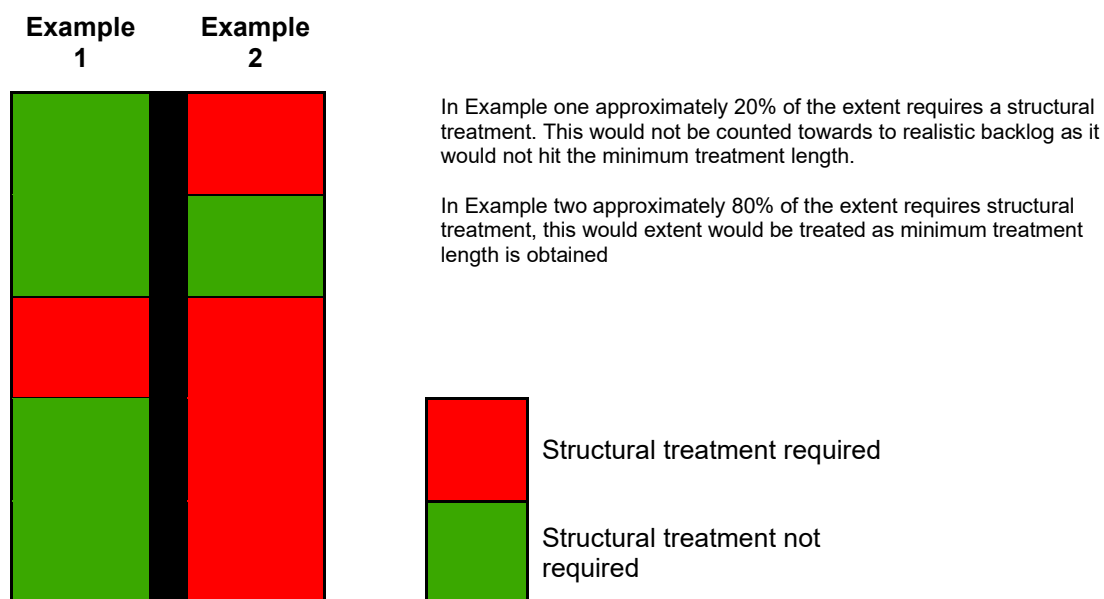 Example
1
Example
2
In Example one approximately 20% of the extent requires a structural
treatment. This would not be counted towards to realistic backlog as it
would not hit the minimum treatment length.
In Example two approximately 80% of the extent requires structural
treatment, this would extent would be treated as minimum treatment
length is obtained
Structural treatment required
Structural treatment not
required